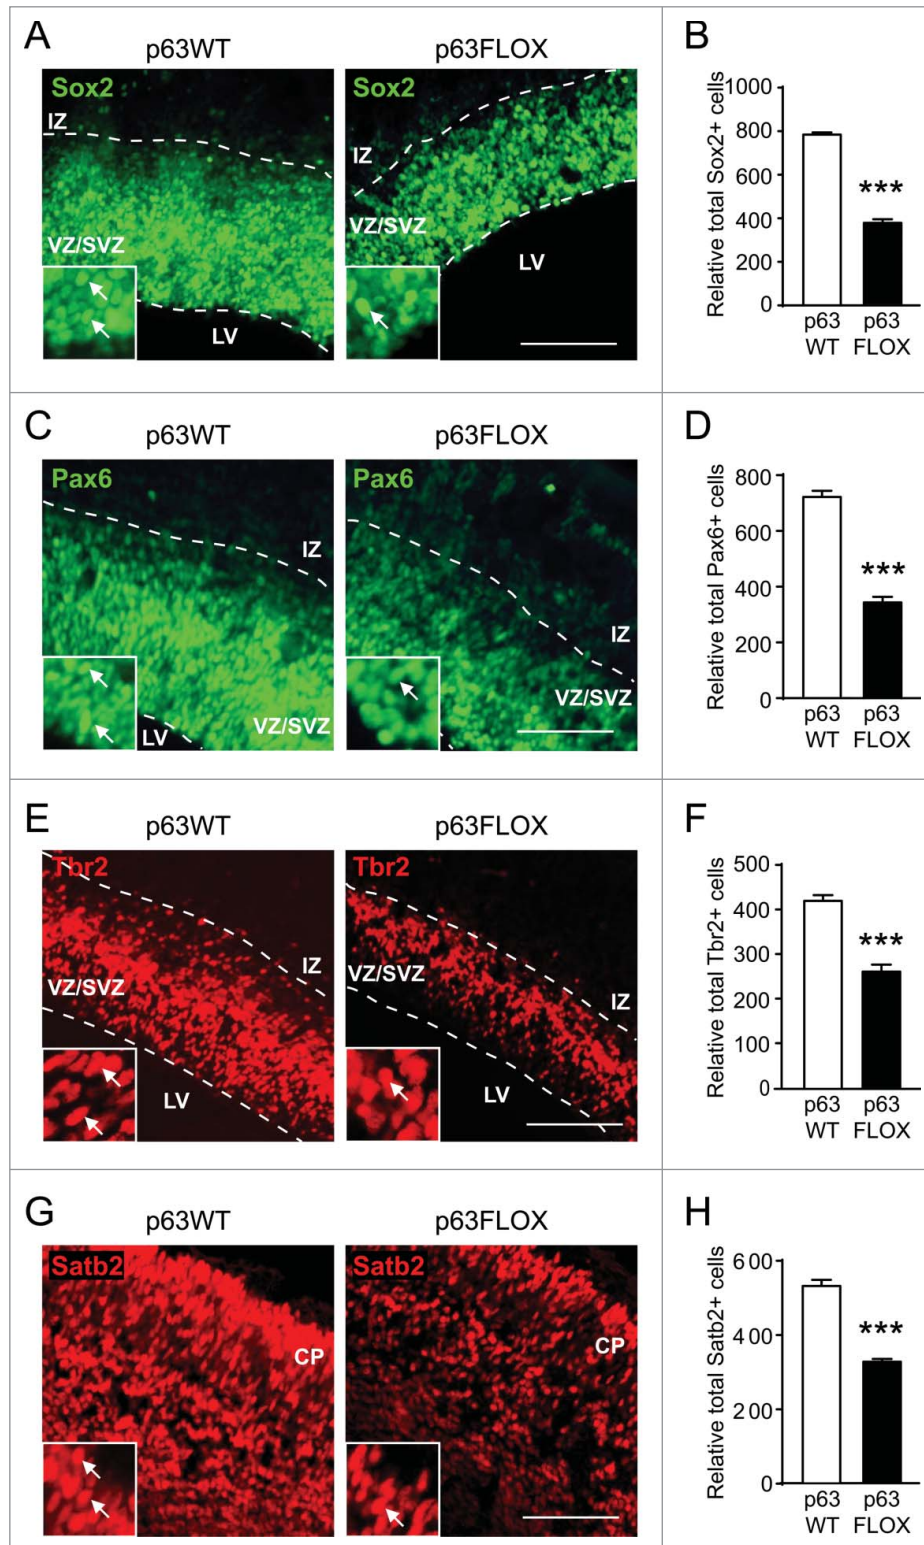 A
p63WT
p63FLOX
Sox2
IZ
VZ/SVZ
LV
Sox2
IZ
VZ/SVZ
LV
B
Relative total Sox2+ cells
1000
800
600
400
200
0
***
p63 p63
WT FLOX
C
p63WT
p63FLOX
Pax6
IZ
VZ/SVZ
LV
Pax6
IZ
VZ/SVZ
D
Relative total Pax6+ cells
800
600
400
200
0
***
p63 p63
WT FLOX
E
p63WT
p63FLOX
Tbr2
IZ
VZ/SVZ
LV
Tbr2
VZ/SVZ
IZ
LV
F
Relative total Tbr2+ cells
500
400
300
200
100
0
***
p63 p63
WT FLOX
G
p63WT
p63FLOX
Satb2
CP
Satb2
CP
H
Relative total Satb2+ cells
600
400
200
0
***
p63 p63
WT FLOX